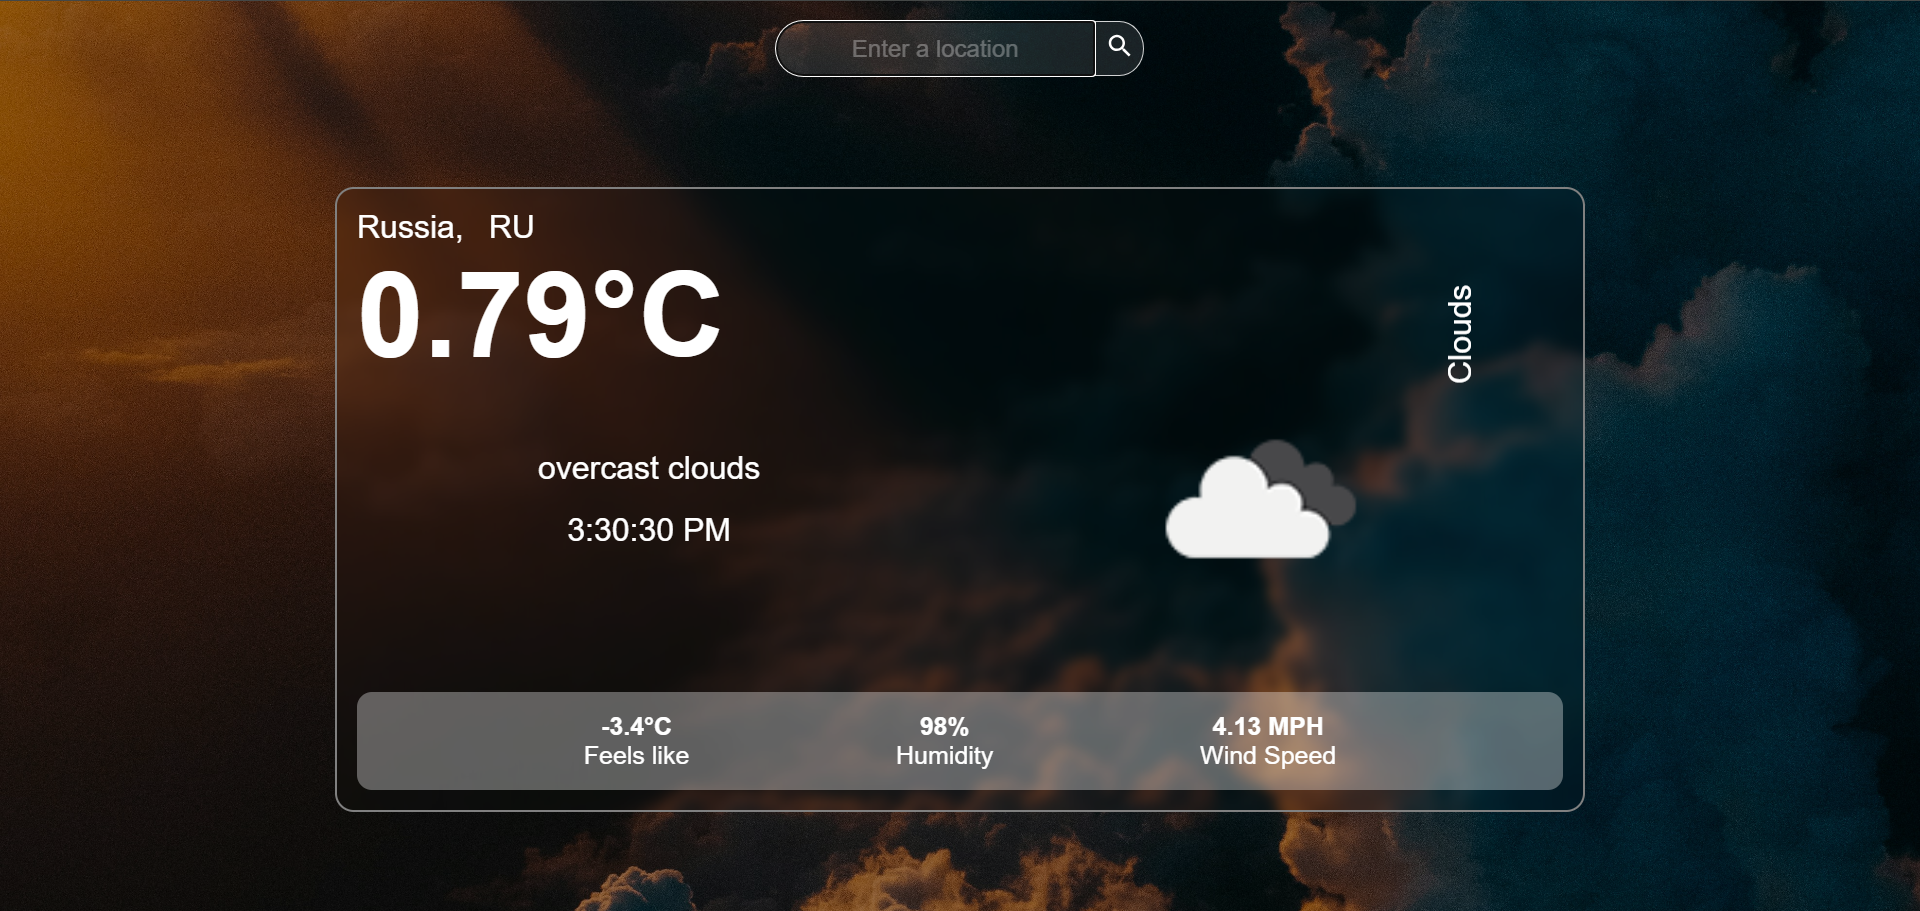 Enter a location
Russia, RU
0.79°C
Clouds
overcast clouds
3:30:30 PM
-3.4°C
Feels like
98%
Humidity
4.13 MPH
Wind Speed